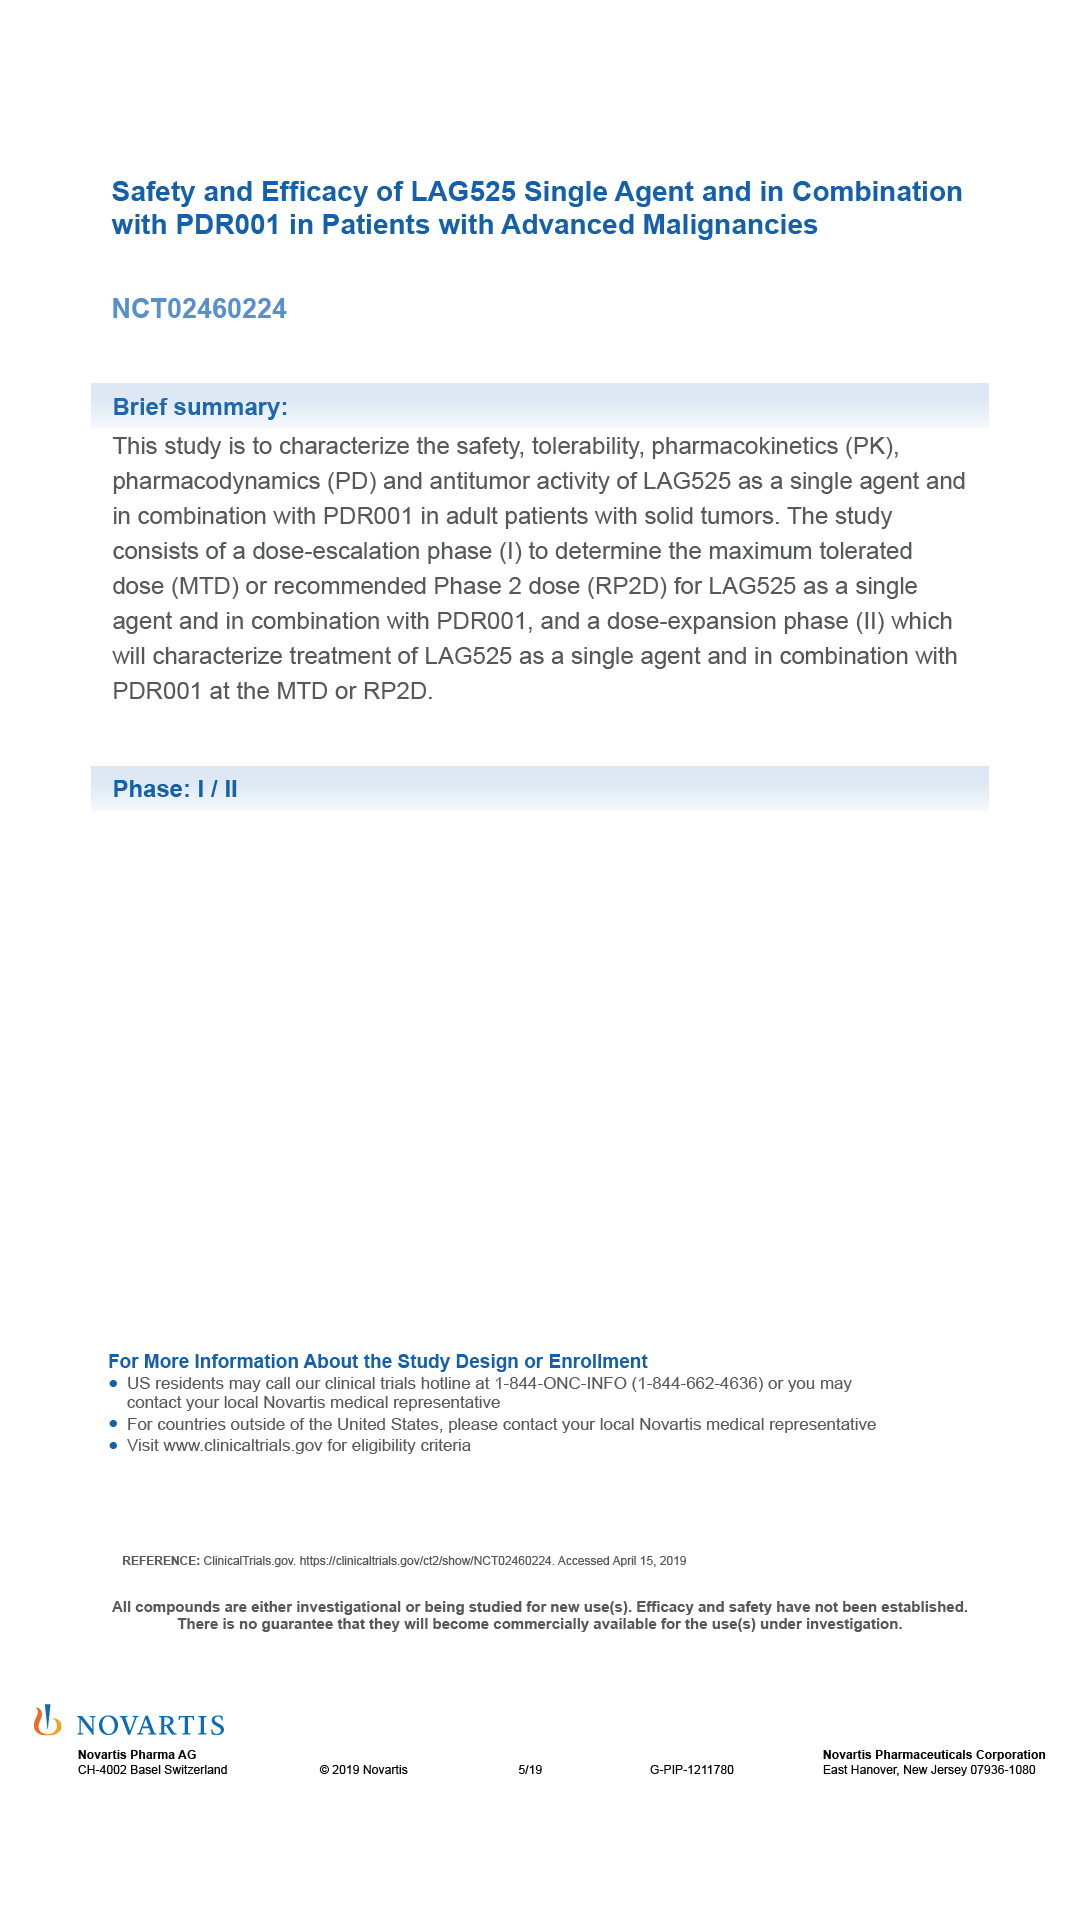 Safety and Efficacy of LAG525 Single Agent and in Combination
with PDR001 in Patients with Advanced Malignancies
NCT02460224
Brief summary:
This study is to characterize the safety, tolerability, pharmacokinetics (PK),
pharmacodynamics (PD) and antitumor activity of LAG525 as a single agent and
in combination with PDR001 in adult patients with solid tumors. The study
consists of a dose-escalation phase (I) to determine the maximum tolerated
dose (MTD) or recommended Phase 2 dose (RP2D) for LAG525 as a single
agent and in combination with PDR001, and a dose-expansion phase (II) which
will characterize treatment of LAG525 as a single agent and in combination with
PDR001 at the MTD or RP2D.
Phase: I / II
For More Information About the Study Design or Enrollment
● US residents may call our clinical trials hotline at 1-844-ONC-INFO (1-844-662-4636) or you may
contact your local Novartis medical representative
● For countries outside of the United States, please contact your local Novartis medical representative
● Visit www.clinicaltrials.gov for eligibility criteria
REFERENCE: ClinicalTrials.gov. https://clinicaltrials.gov/ct2/show/NCT02460224. Accessed April 15, 2019
All compounds are either investigational or being studied for new use(s). Efficacy and safety have not been established.
There is no guarantee that they will become commercially available for the use(s) under investigation.
NOVARTIS
Novartis Pharma AG
CH-4002 Basel Switzerland
© 2019 Novartis
5/19
G-PIP-1211780
Novartis Pharmaceuticals Corporation
East Hanover, New Jersey 07936-1080